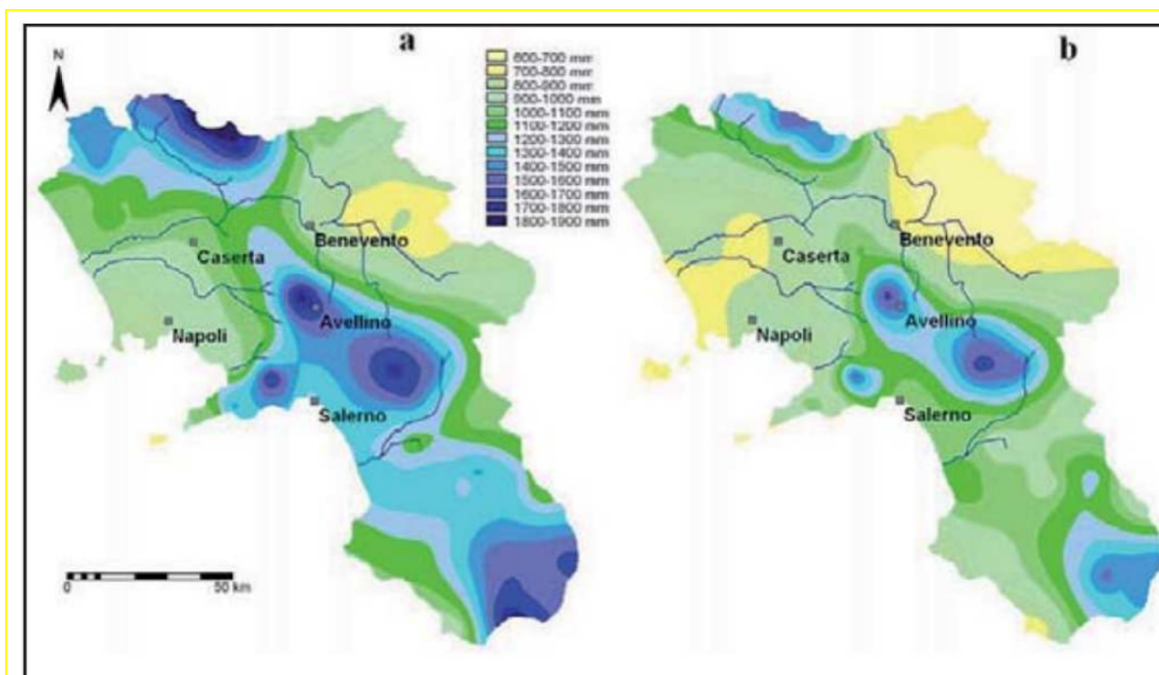 a
b
N
600-700 mm
700-800 mm
800-900 mm
900-1000 mm
1000-1100 mm
1100-1200 mm
1200-1300 mm
1300-1400 mm
1400-1500 mm
1500-1600 mm
1600-1700 mm
1700-1800 mm
1800-1900 mm
Benevento
Benevento
Caserta
Caserta
Napoli
Avellino
Napoli
Avellino
Salerno
Salerno
0
50 km